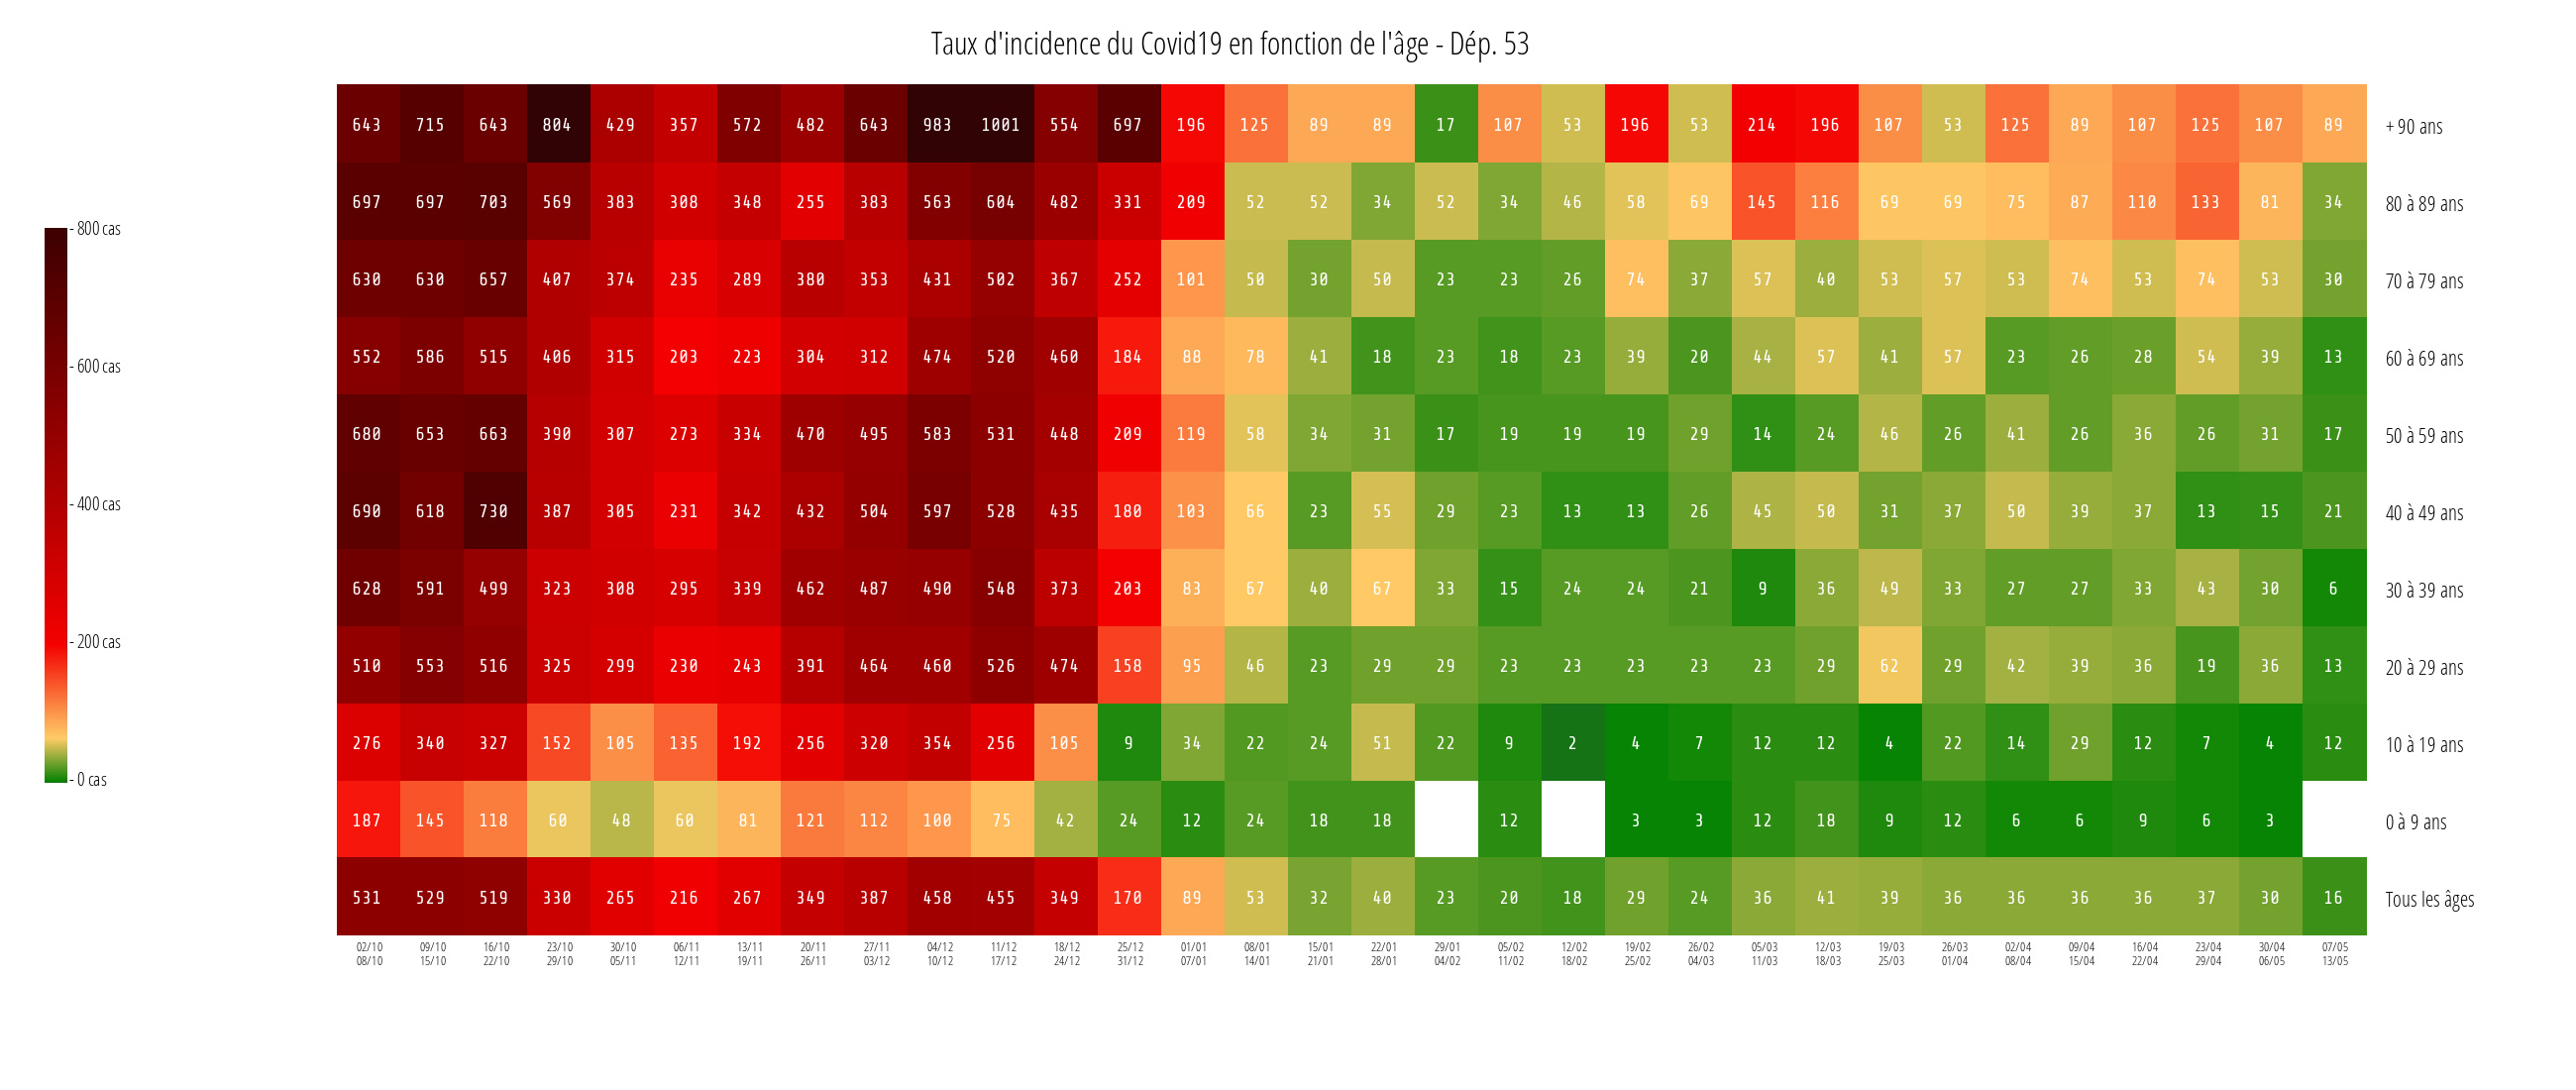 Taux d'incidence du Covid19 en fonction de l'âge - Dép. 53
643 715 643 804 429 357 572 482 643 983 1001 554 697 196 125 89 89 17 107 53 196 53 214 196 107 53 125 89 107 125 107 89 + 90 ans
697 697 703 569 383 308 348 255 383 563 604 482 331 209 52 52 34 52 34 46 58 69 145 116 69 69 75 87 110 133 81 34 80 à 89 ans
- 800 cas
630 630 657 407 374 235 289 380 353 431 502 367 252 101 50 30 50 23 23 26 74 37 57 40 53 57 53 74 53 74 53 30 70 à 79 ans
552 586 515 406 315 203 223 304 312 474 520 460 184 88 78 41 18 23 18 23 39 20 44 57 41 57 23 26 28 54 39 13 60 à 69 ans
- 600 cas
680 653 663 390 307 273 334 470 495 583 531 448 209 119 58 34 31 17 19 19 19 29 14 24 46 26 41 26 36 26 31 17 50 à 59 ans
- 400 cas
690 618 730 387 305 231 342 432 504 597 528 435 180 103 66 23 55 29 23 13 13 26 45 50 31 37 50 39 37 13 15 21 40 à 49 ans
628 591 499 323 308 295 339 462 487 490 548 373 203 83 67 40 67 33 15 24 24 21 9 36 49 33 27 27 33 43 30 6 30 à 39 ans
- 200 cas
510 553 516 325 299 230 243 391 464 460 526 474 158 95 46 23 29 29 23 23 23 23 23 29 62 29 42 39 36 19 36 13 20 à 29 ans
276 340 327 152 105 135 192 256 320 354 256 105 9 34 22 24 51 22 9 2 4 7 12 12 4 22 14 29 12 7 4 12 10 à 19 ans
- 0 cas
187 145 118 60 48 60 81 121 112 100 75 42 24 12 24 18 18 12 3 3 12 18 9 12 6 6 9 6 3 0 à 9 ans
531 529 519 330 265 216 267 349 387 458 455 349 170 89 53 32 40 23 20 18 29 24 36 41 39 36 36 36 36 37 30 16 Tous les âges
02/10 09/10 16/10 23/10 30/10 06/11 13/11 20/11 27/11 04/12 11/12 18/12 25/12 01/01 08/01 15/01 22/01 29/01 05/02 12/02 19/02 26/02 05/03 12/03 19/03 26/03 02/04 09/04 16/04 23/04 30/04 07/05
08/10 15/10 22/10 29/10 05/11 12/11 19/11 26/11 03/12 10/12 17/12 24/12 31/12 07/01 14/01 21/01 28/01 04/02 11/02 18/02 25/02 04/03 11/03 18/03 25/03 01/04 08/04 15/04 22/04 29/04 06/05 13/05